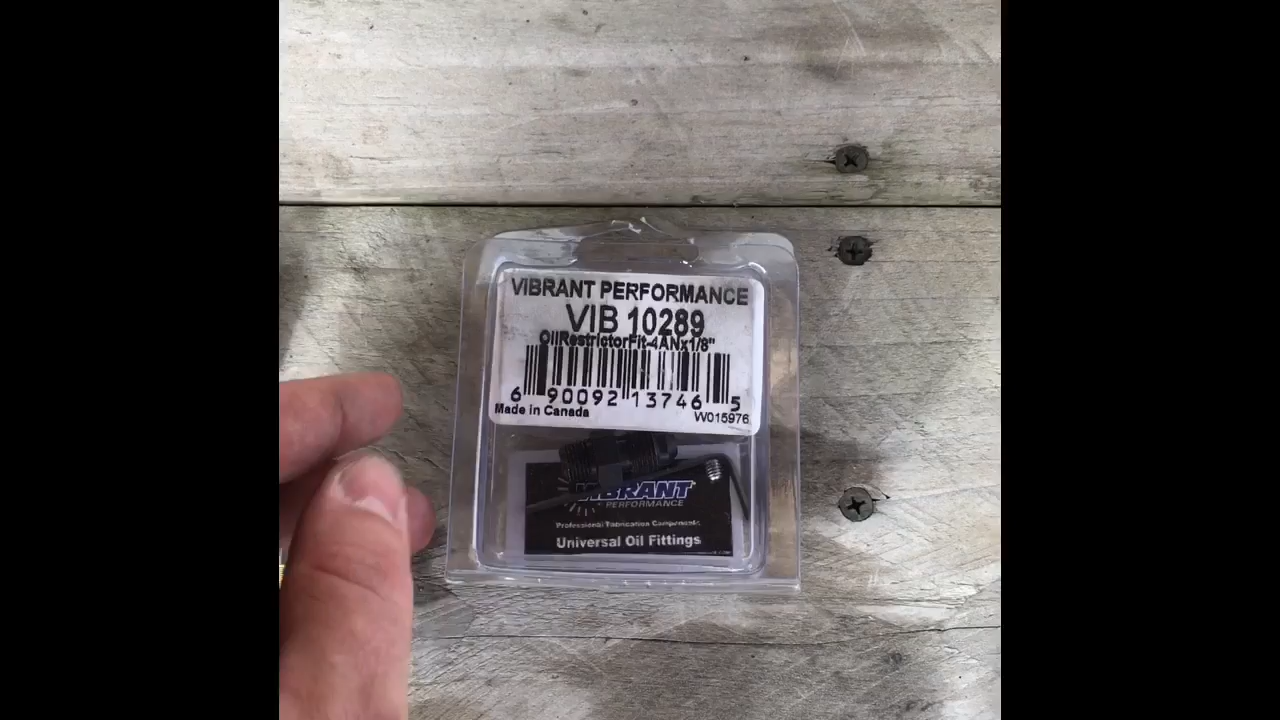 VIBRANT PERFORMANCE
VIB 10289
OilRestrictorFit-4ANx1/8"
6 90092 13746 5
Made in Canada W015976
VIBRANT
PERFORMANCE
Professional Fabrication Components
Universal Oil Fittings